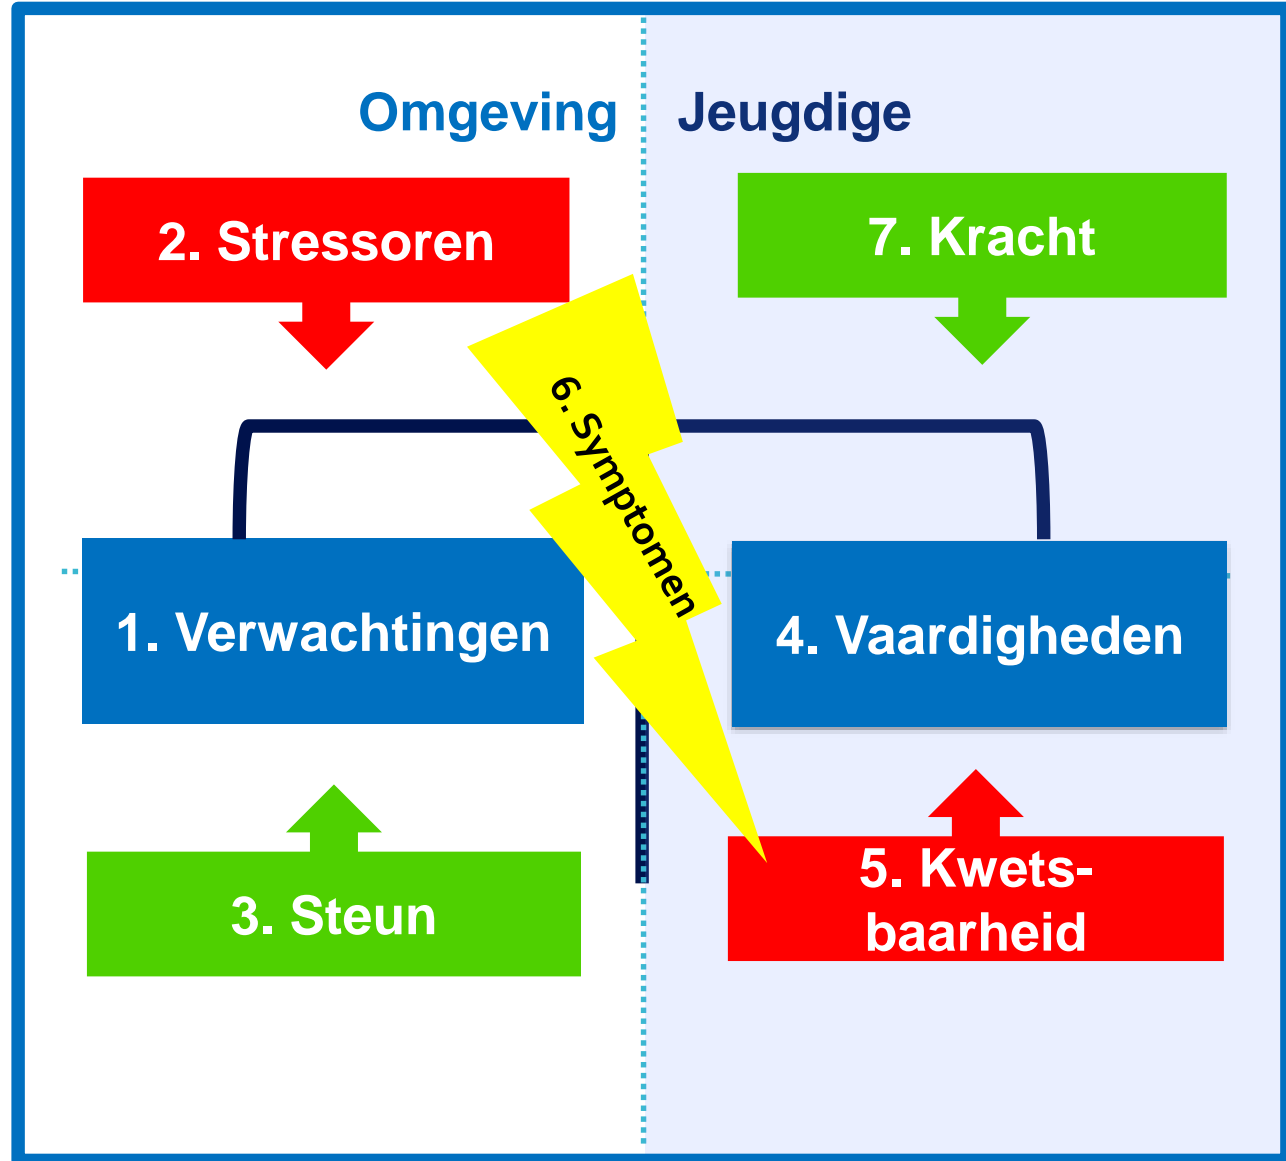 Omgeving
Jeugdige
2. Stressoren
7. Kracht
6. Symptomen
1. Verwachtingen
4. Vaardigheden
3. Steun
5. Kwets-
baarheid